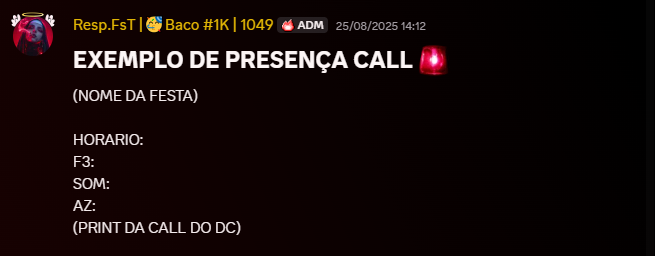 Resp.FsT | 🥳 Baco #1K | 1049 🔥 ADM 25/08/2025 14:12
EXEMPLO DE PRESENÇA CALL 🚨
(NOME DA FESTA)
HORARIO:
F3:
SOM:
AZ:
(PRINT DA CALL DO DC)